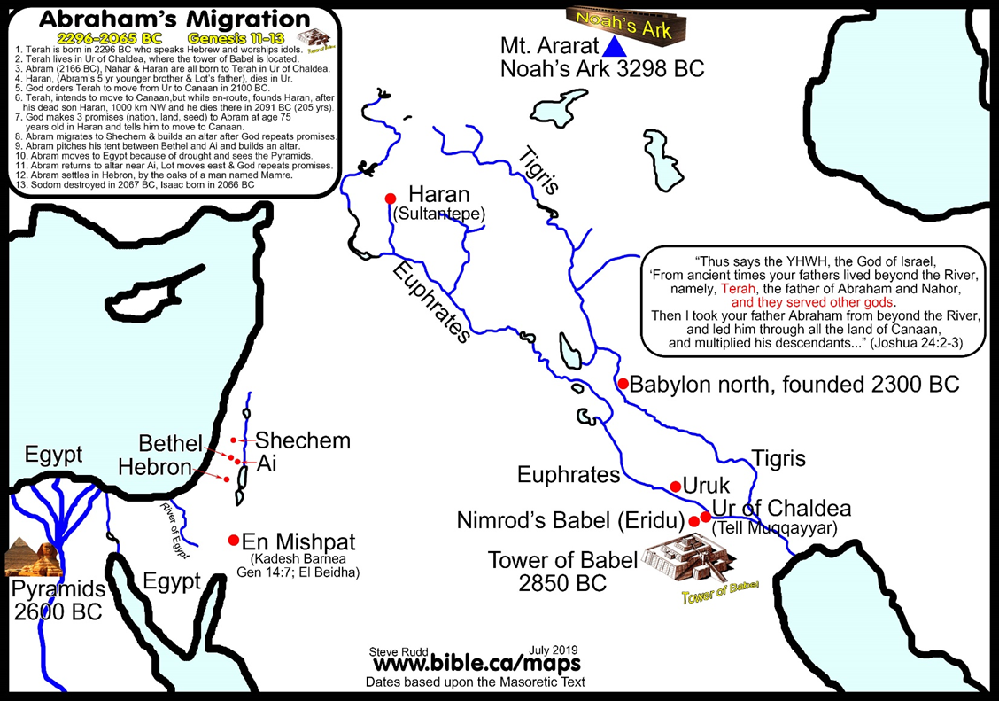 Abraham's Migration
2296-2065 BC Genesis 11-13
Tower of Babel
1. Terah is born in 2296 BC who speaks Hebrew and worships idols.
2. Terah lives in Ur of Chaldea, where the tower of Babel is located.
3. Abram (2166 BC), Nahar & Haran are all born to Terah in Ur of Chaldea.
4. Haran, (Abram's 5 yr younger brother & Lot's father), dies in Ur.
5. God orders Terah to move from Ur to Canaan in 2100 BC.
6. Terah, intends to move to Canaan,but while en-route, founds Haran, after
his dead son Haran, 1000 km NW and he dies there in 2091 BC (205 yrs).
7. God makes 3 promises (nation, land, seed) to Abram at age 75
years old in Haran and tells him to move to Canaan.
8. Abram migrates to Shechem & builds an altar after God repeats promises.
9. Abram pitches his tent between Bethel and Ai and builds an altar.
10. Abram moves to Egypt because of drought and sees the Pyramids.
11. Abram returns to altar near Ai, Lot moves east & God repeats promises.
12. Abram settles in Hebron, by the oaks of a man named Mamre.
13. Sodom destroyed in 2067 BC, Isaac born in 2066 BC
Noah's Ark
Mt. Ararat
Noah's Ark 3298 BC
Tigris
Haran
(Sultantepe)
Euphrates
"Thus says the YHWH, the God of Israel,
'From ancient times your fathers lived beyond the River,
namely, Terah, the father of Abraham and Nahor,
and they served other gods.
Then I took your father Abraham from beyond the River,
and led him through all the land of Canaan,
and multiplied his descendants..." (Joshua 24:2-3)
Babylon north, founded 2300 BC
Shechem
Bethel
Ai
Hebron
Egypt
Tigris
Euphrates
Uruk
Ur of Chaldea
(Tell Muqqayyar)
Nimrod's Babel (Eridu)
River of Egypt
En Mishpat
(Kadesh Barnea
Gen 14:7; El Beidha)
Tower of Babel
2850 BC
Tower of Babel
Egypt
Pyramids
2600 BC
Steve Rudd July 2019
www.bible.ca/maps
Dates based upon the Masoretic Text